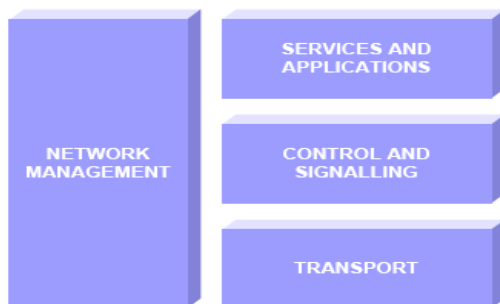 NETWORK
MANAGEMENT
SERVICES AND
APPLICATIONS
CONTROL AND
SIGNALLING
TRANSPORT